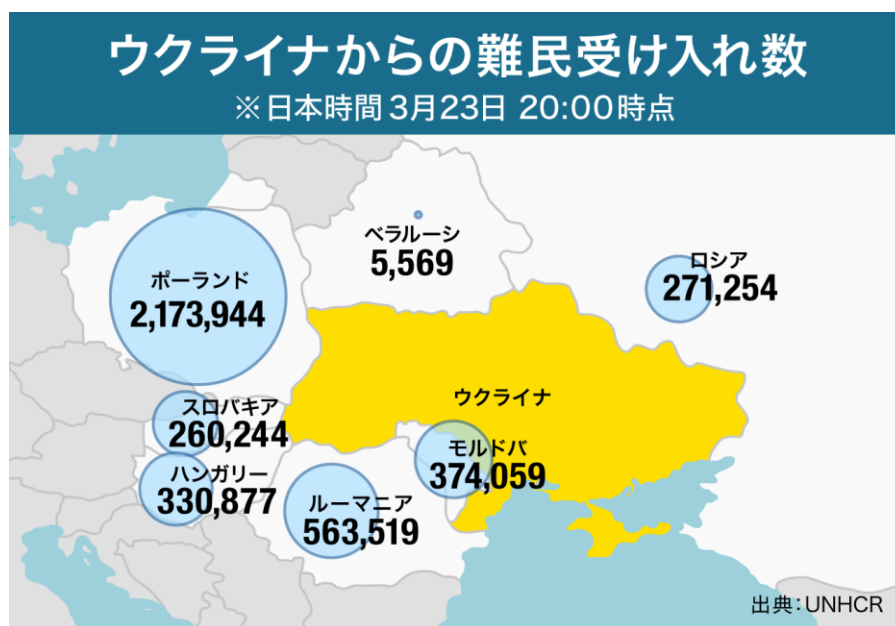 ウクライナからの難民受け入れ数
※日本時間3月23日 20:00時点
ベラルーシ
5,569
ロシア
271,254
ポーランド
2,173,944
ウクライナ
スロバキア
260,244
モルドバ
374,059
ハンガリー
330,877
ルーマニア
563,519
出典:UNHCR